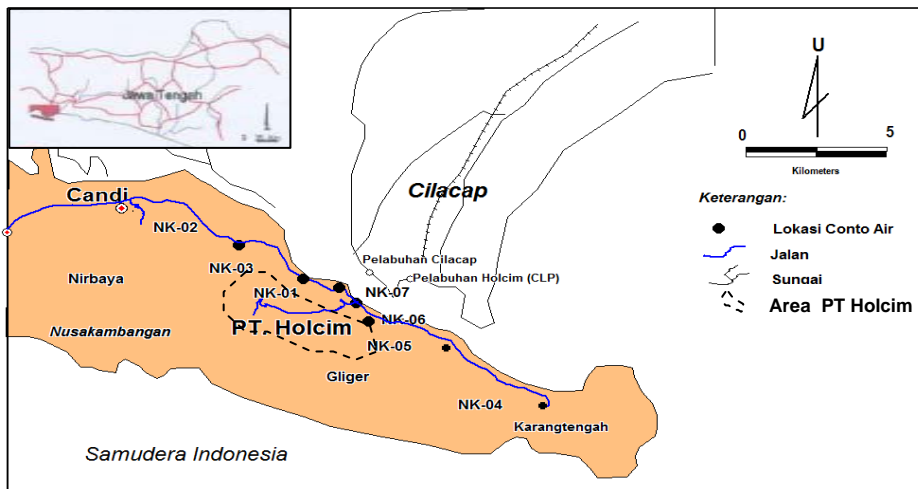 Jawa Tengah
U
0 5
Kilometers
Cilacap
Candi
NK-02
Keterangan:
Lokasi Conto Air
Jalan
Sungai
Area PT Holcim
Pelabuhan Cilacap
Pelabuhan Holcim (CLP)
NK-03
Nirbaya
NK-01
NK-07
NK-06
PT. Holcim
Nusakambangan
NK-05
Gliger
NK-04
Karangtengah
Samudera Indonesia